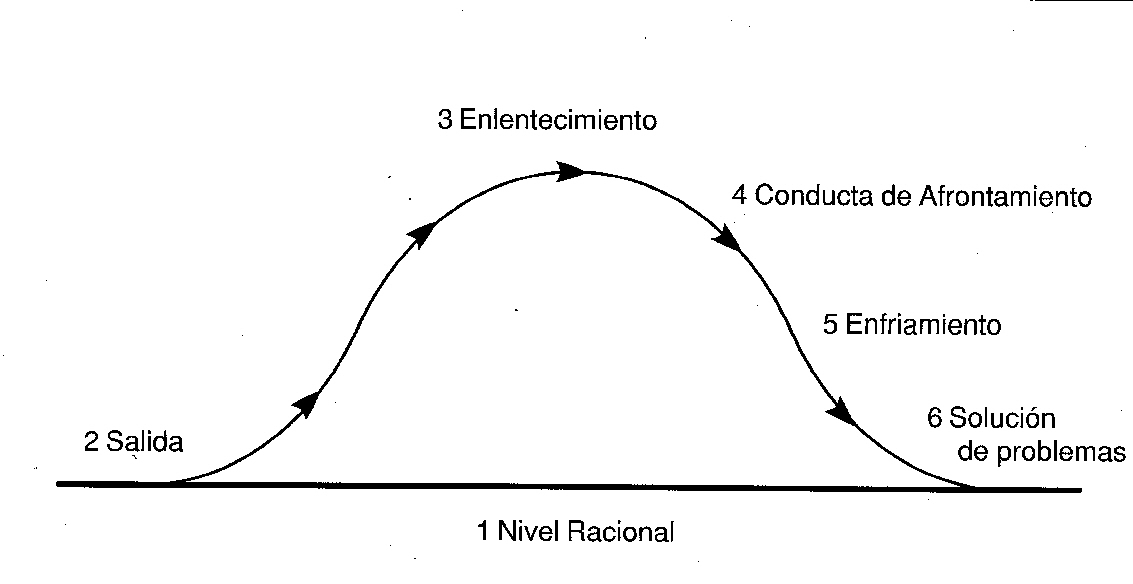 3 Enlentecimiento
4 Conducta de Afrontamiento
5 Enfriamiento
6 Solución
de problemas
2 Salida
1 Nivel Racional